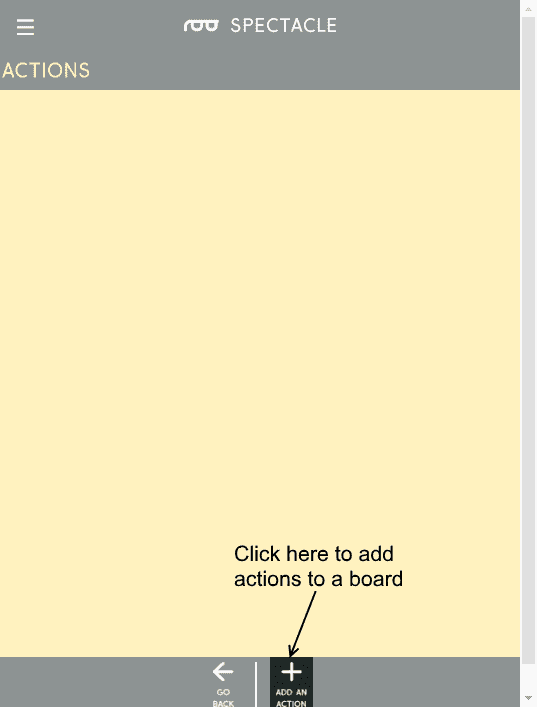 SPECTACLE
ACTIONS
Click here to add
actions to a board
GO
BACK
ADD AN
ACTION